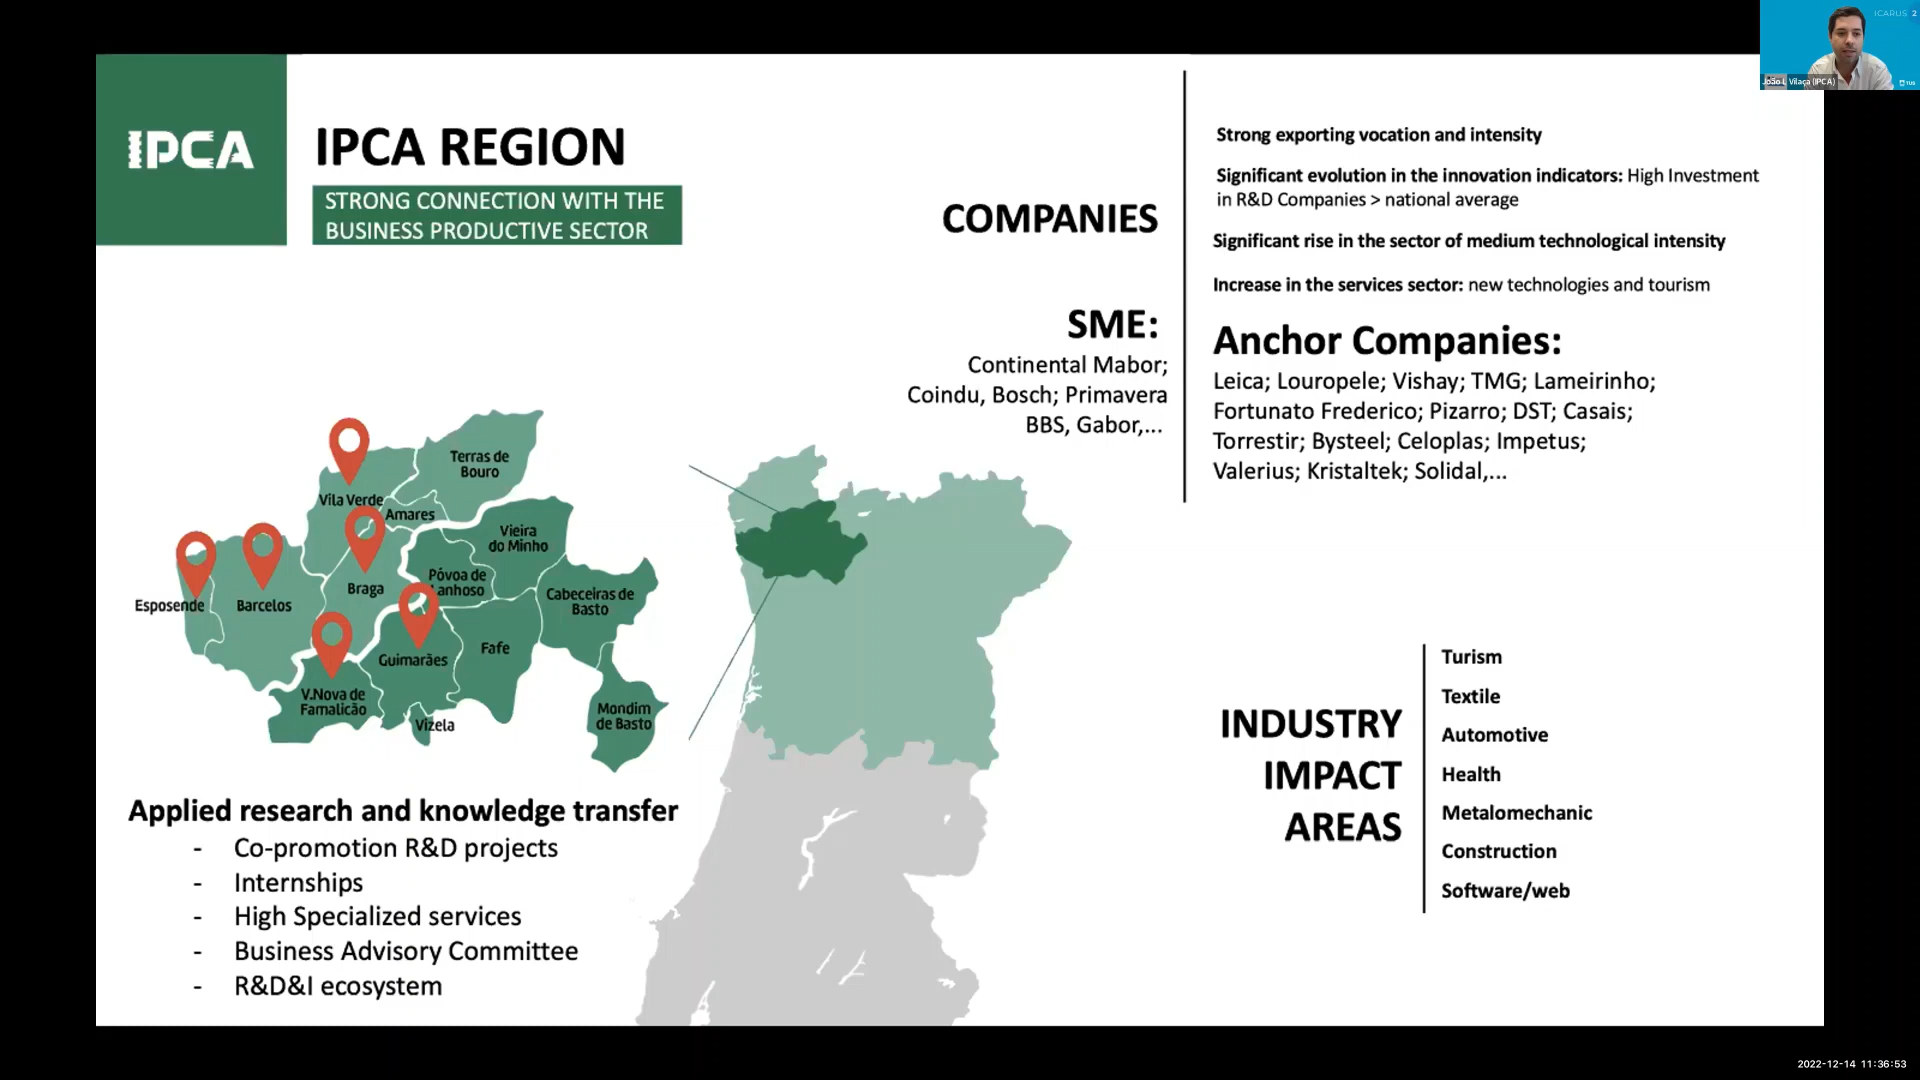 ICARUS 2
João L Vilaça (IPCA)
IPCA
IPCA REGION
STRONG CONNECTION WITH THE
BUSINESS PRODUCTIVE SECTOR
COMPANIES
Strong exporting vocation and intensity
Significant evolution in the innovation indicators: High Investment
in R&D Companies > national average
Significant rise in the sector of medium technological intensity
Increase in the services sector: new technologies and tourism
SME:
Continental Mabor;
Coindu, Bosch; Primavera
BBS, Gabor,...
Anchor Companies:
Leica; Louropele; Vishay; TMG; Lameirinho;
Fortunato Frederico; Pizarro; DST; Casais;
Torrestir; Bysteel; Celoplas; Impetus;
Valerius; Kristaltek; Solidal,...
Terras de
Bouro
Vila Verde
Amares
Vieira
do Minho
Póvoa de
anhoso
Braga
Cabeceiras de
Basto
Esposende
Barcelos
Fafe
Guimarães
V.Nova de
Famalicão
Vizela
Mondim
de Basto
Applied research and knowledge transfer
- Co-promotion R&D projects
- Internships
- High Specialized services
- Business Advisory Committee
- R&D&I ecosystem
INDUSTRY
IMPACT
AREAS
Turism
Textile
Automotive
Health
Metalomechanic
Construction
Software/web
2022-12-14 11:36:53